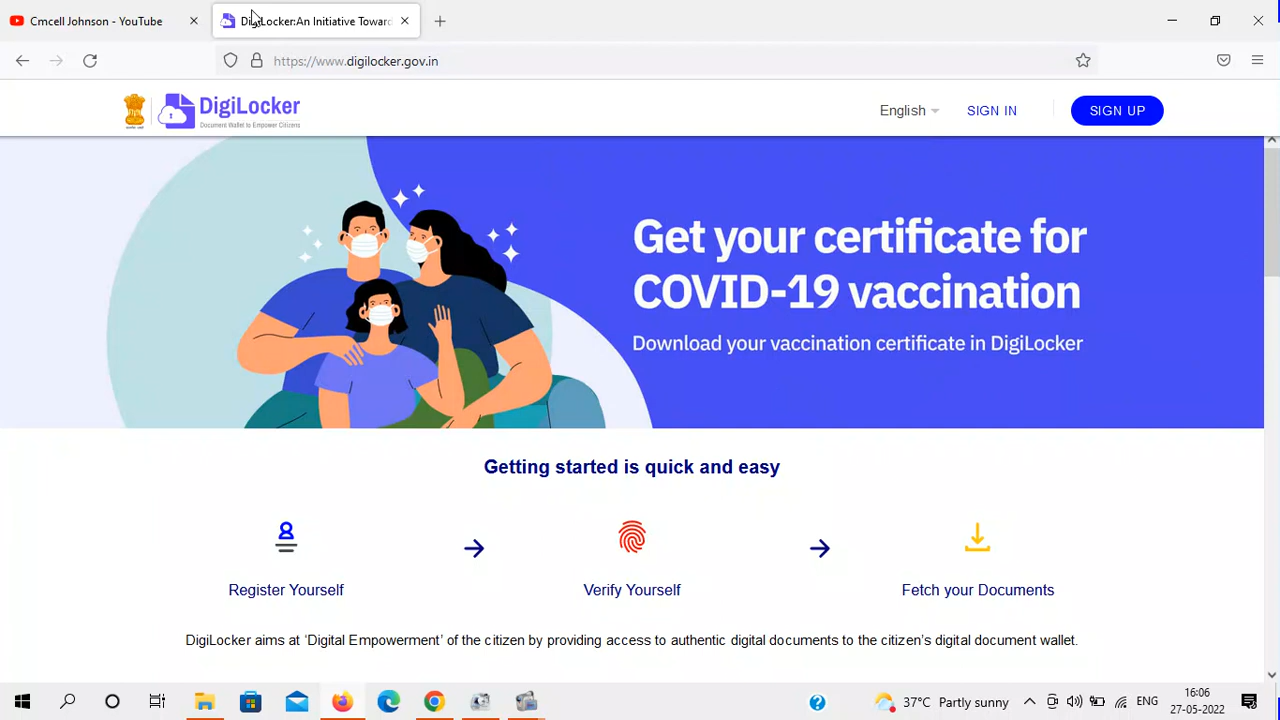 Cmcell Johnson - YouTube
DigiLocker:An Initiative Towar
https://www.digilocker.gov.in
DigiLocker
Document Wallet to Empower Citizens
English
SIGN IN
SIGN UP
Get your certificate for
COVID-19 vaccination
Download your vaccination certificate in DigiLocker
Getting started is quick and easy
Register Yourself
Verify Yourself
Fetch your Documents
DigiLocker aims at ‘Digital Empowerment’ of the citizen by providing access to authentic digital documents to the citizen’s digital document wallet.
37°C Partly sunny
ENG
16:06
27-05-2022